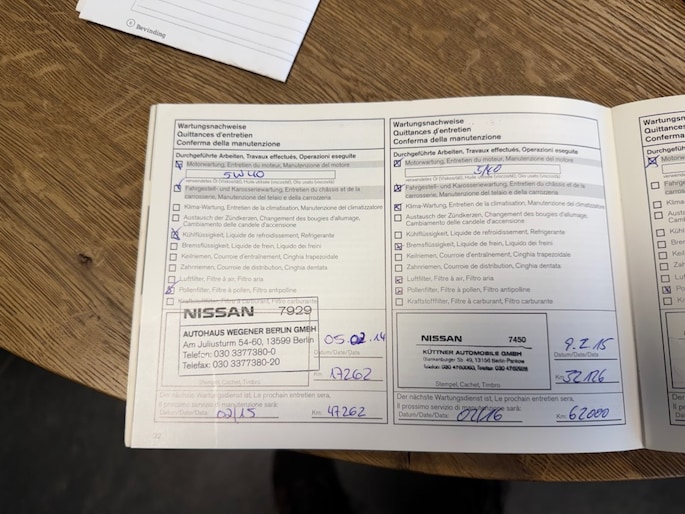 Bevindling
Wartungsnachweise
Quittances d'entretien
Conferma della manutenzione
Durchgeführte Arbeiten, Travaux effectués, Operazioni eseguite
Motorwartung, Entretien du moteur, Manutenzione del motore
5W40
Fahrgestell- und Karosseriewartung, Entretien du châssis et de la
carrosserie, Manutenzione del telaio e della carrozzeria
Klima-Wartung, Entretien de la climatisation, Manutenzione del climatizzatore
Austausch der Zündkerzen, Changement des bougies d'allumage,
Cambiamento delle candele d'accensione
Kühlflüssigkeit, Liquide de refroidissement, Refrigerante
Bremsflüssigkeit, Liquide de frein, Liquido dei freini
Keilriemen, Courroie d'entraînement, Cinghia trapezoidale
Zahnriemen, Courroie de distribution, Cinghia dentata
Luftfilter, Filtre à air, Filtro aria
Pollenfilter, Filtre à pollen, Filtro antipolline
Kraftstofffilter, Filtre à carburant, Filtro carburante
NISSAN 7929
AUTOHAUS WEGENER BERLIN GMBH
Am Juliusturm 54-60, 13599 Berlin
Telefon: 030 3377380-0
Telefax: 030 3377380-20
05.02.14
Datum/Date/Data
Km: 17262
Stempel, Cachet, Timbro
Der nächste Wartungsdienst ist, Le prochain entretien sera,
Il prossimo servizio di manutenzione sarà:
Datum/Date/Data: 02/15 Km: 47262
Wartungsnachweise
Quittances d'entretien
Conferma della manutenzione
Durchgeführte Arbeiten, Travaux effectués, Operazioni eseguite
Motorwartung, Entretien du moteur, Manutenzione del motore
Fahrgestell- und Karosseriewartung, Entretien du châssis et de la
carrosserie, Manutenzione del telaio e della carrozzeria
Klima-Wartung, Entretien de la climatisation, Manutenzione del climatizzatore
Austausch der Zündkerzen, Changement des bougies d'allumage,
Cambiamento delle candele d'accensione
Kühlflüssigkeit, Liquide de refroidissement, Refrigerante
Bremsflüssigkeit, Liquide de frein, Liquido dei freini
Keilriemen, Courroie d'entraînement, Cinghia trapezoidale
Zahnriemen, Courroie de distribution, Cinghia dentata
Luftfilter, Filtre à air, Filtro aria
Pollenfilter, Filtre à pollen, Filtro antipolline
Kraftstofffilter, Filtre à carburant, Filtro carburante
NISSAN 7450
KÜTTNER AUTOMOBILE GMBH
9.2.15
Datum/Date/Data
Km: 32126
Stempel, Cachet, Timbro
Der nächste Wartungsdienst ist, Le prochain entretien sera,
Il prossimo servizio di manutenzione sarà:
Datum/Date/Data: 02/16 Km: 62000